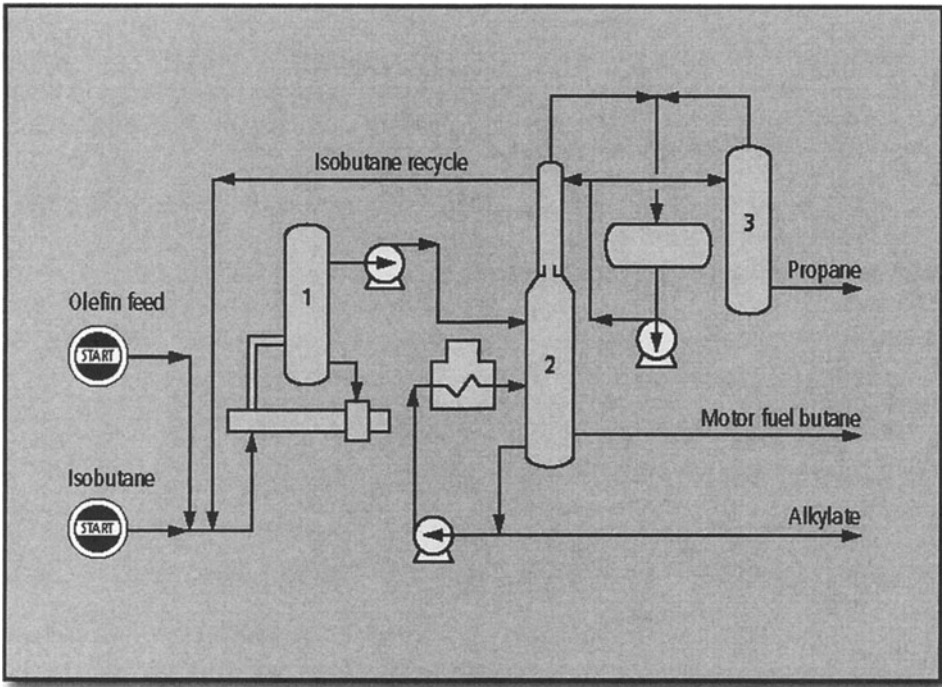 Isobutane recycle
3
1
Propane
Olefin feed
START
2
Motor fuel butane
Isobutane
START
Alkylate